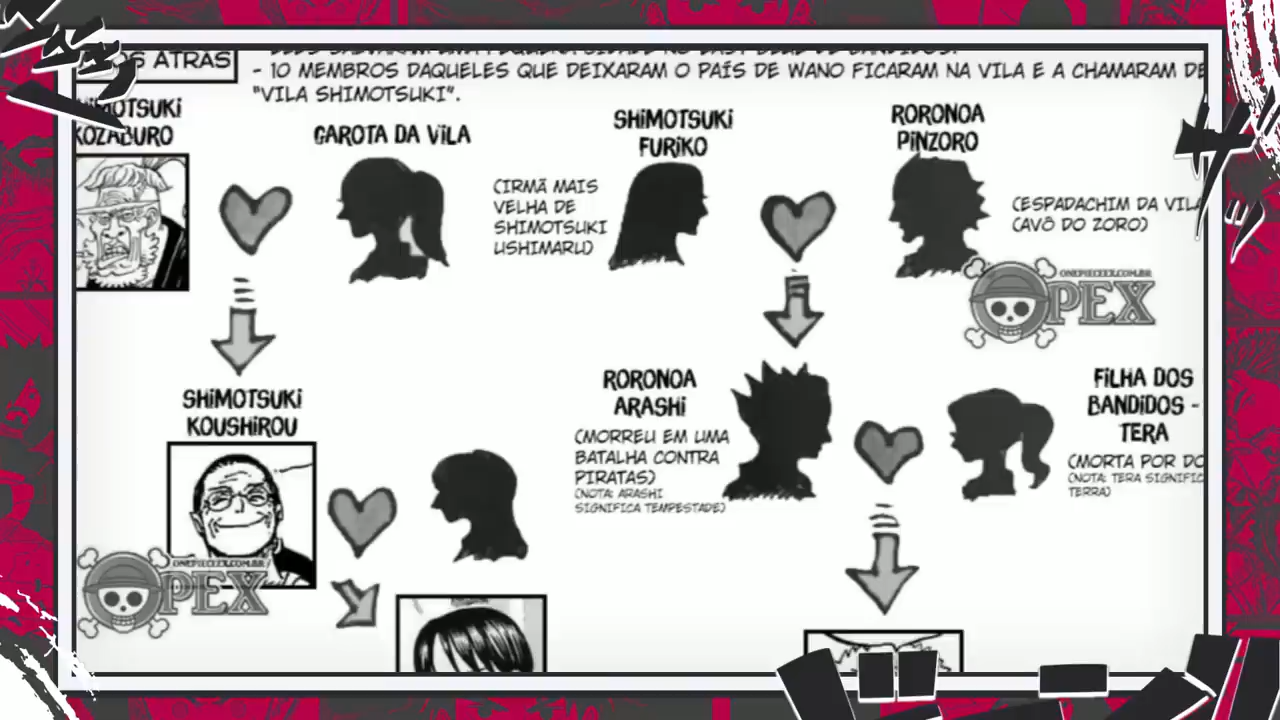 OS ATRÁS
- 10 MEMBROS DAQUELES QUE DEIXARAM O PAÍS DE WANO FICARAM NA VILA E A CHAMARAM DE
"VILA SHIMOTSUKI".
SHIMOTSUKI
KOZABURO
GAROTA DA VILA
SHIMOTSUKI
FURIKO
RORONOA
PINZORO
(IRMÃ MAIS
VELHA DE
SHIMOTSUKI
USHIMARU)
(ESPADACHIM DA VILA
(AVÔ DO ZORO)
ONEPIECEEX.COM.BR
OPEX
SHIMOTSUKI
KOUSHIROU
RORONOA
ARASHI
(MORREU EM UMA
BATALHA CONTRA
PIRATAS)
(NOTA: ARASHI
SIGNIFICA TEMPESTADE)
FILHA DOS
BANDIDOS -
TERA
(MORTA POR DO
(NOTA: TERA SIGNIFIC
TERRA)
ONEPIECEEX.COM.BR
OPEX